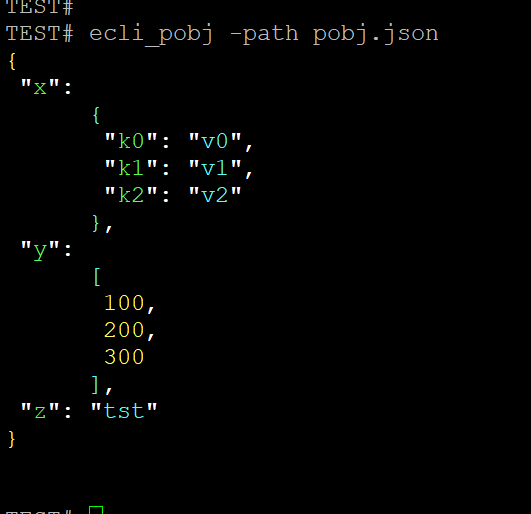 TEST#
TEST# ecli_pobj -path pobj.json
{
"x":
{
"k0": "v0",
"k1": "v1",
"k2": "v2"
},
"y":
[
100,
200,
300
],
"z": "tst"
}
TEST#